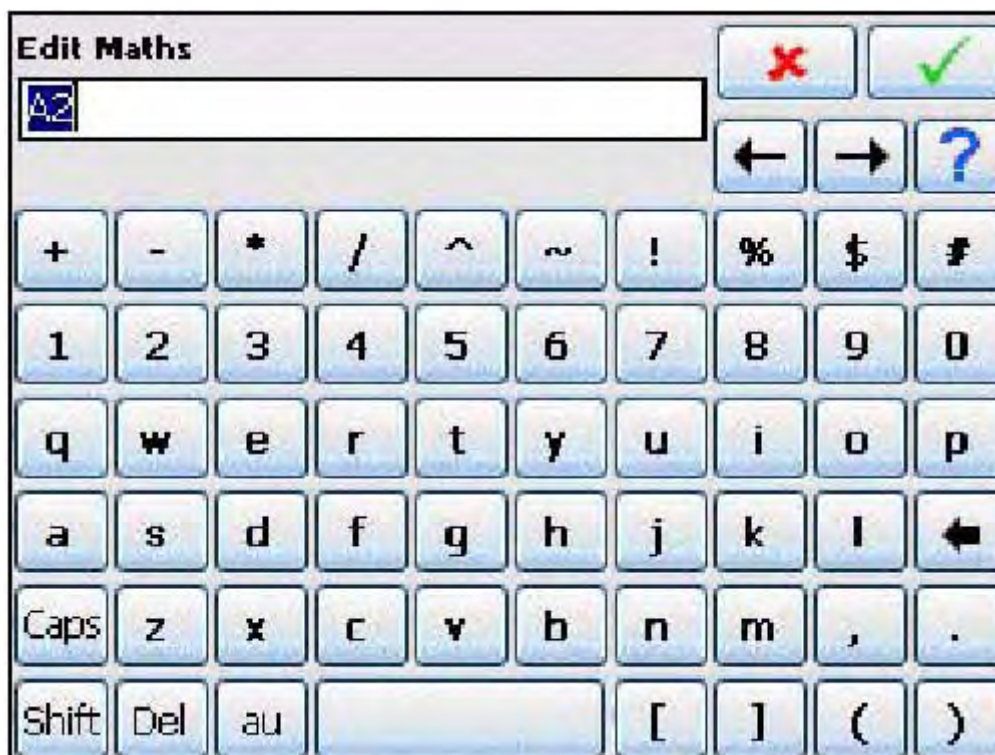 Edit Maths
A2
?
+ - * / ^ ~ ! % $ #
1 2 3 4 5 6 7 8 9 0
q w e r t y u i o p
a s d f g h j k l
Caps z x c v b n m , .
Shift Del au [ ] ( )